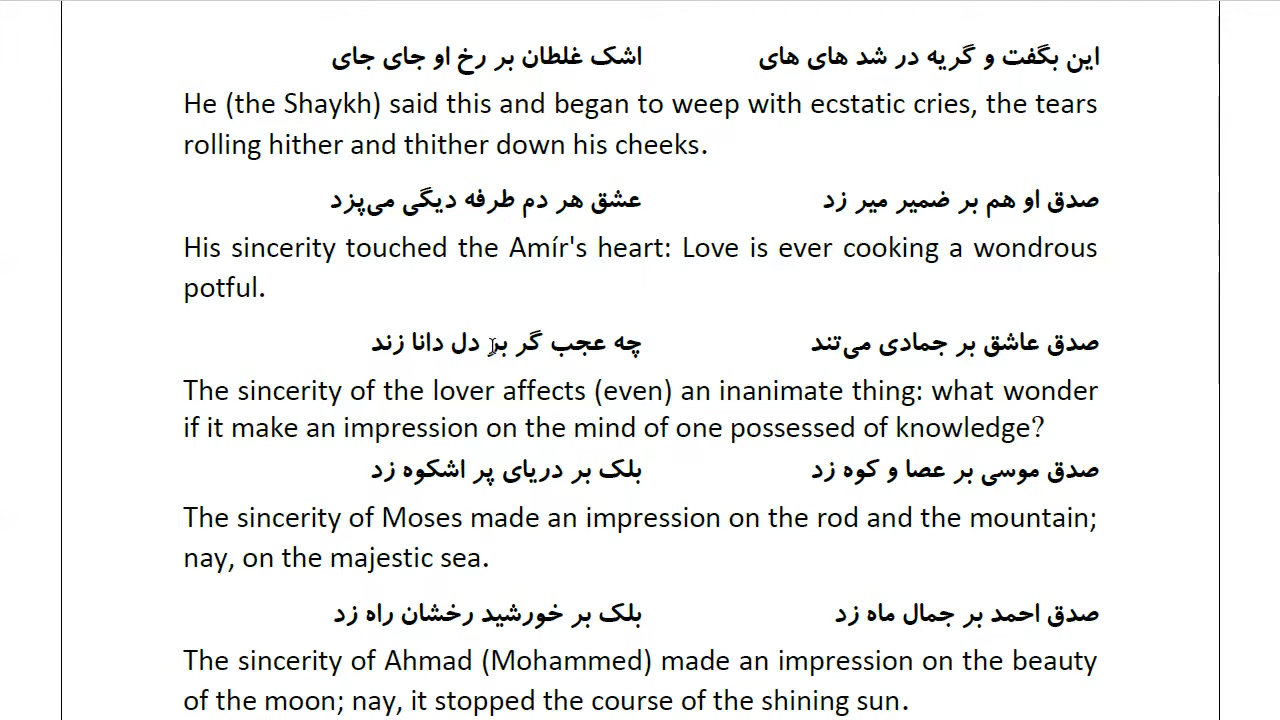 این بگفت و گریه در شد های های اشک غلطان بر رخ او جای جای
He (the Shaykh) said this and began to weep with ecstatic cries, the tears
rolling hither and thither down his cheeks.
صدق او هم بر ضمیر میر زد عشق هر دم طرفه دیگی می‌پزد
His sincerity touched the Amír's heart: Love is ever cooking a wondrous
potful.
صدق عاشق بر جمادی می‌تند چه عجب گر بر دل دانا زند
The sincerity of the lover affects (even) an inanimate thing: what wonder
if it make an impression on the mind of one possessed of knowledge?
صدق موسی بر عصا و کوه زد بلک بر دریای پر اشکوه زد
The sincerity of Moses made an impression on the rod and the mountain;
nay, on the majestic sea.
صدق احمد بر جمال ماه زد بلک بر خورشید رخشان راه زد
The sincerity of Ahmad (Mohammed) made an impression on the beauty
of the moon; nay, it stopped the course of the shining sun.